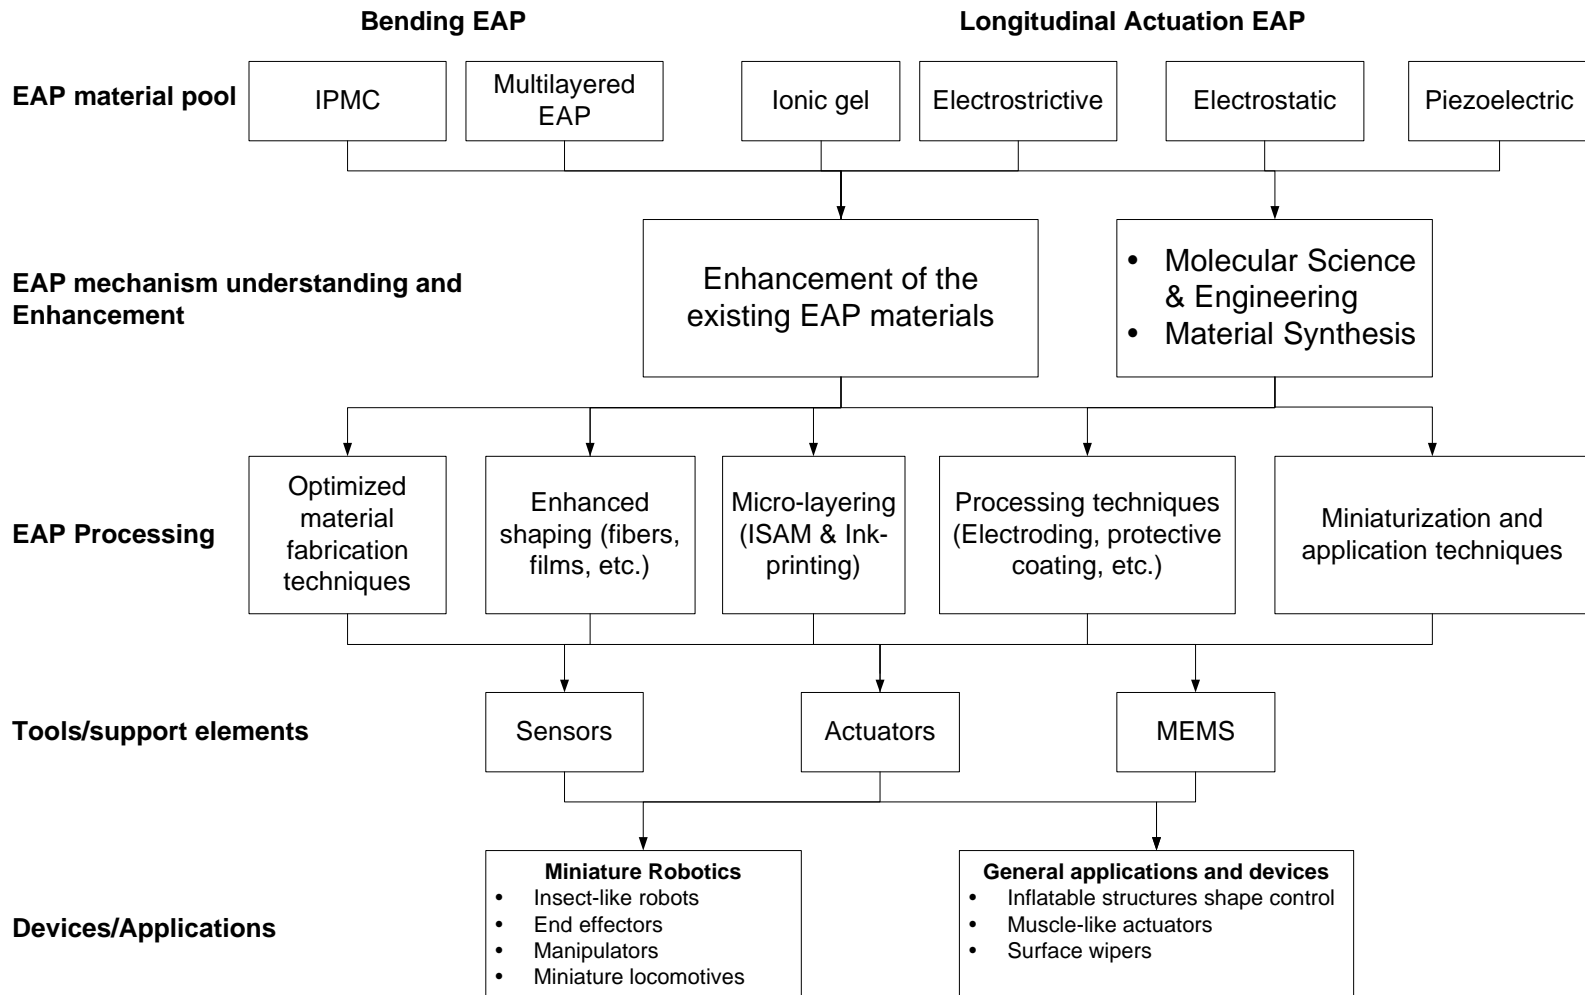 Bending EAP
Longitudinal Actuation EAP
EAP material pool
IPMC
Multilayered
EAP
Ionic gel
Electrostrictive
Electrostatic
Piezoelectric
EAP mechanism understanding and
Enhancement
Enhancement of the
existing EAP materials
• Molecular Science
& Engineering
• Material Synthesis
EAP Processing
Optimized
material
fabrication
techniques
Enhanced
shaping (fibers,
films, etc.)
Micro-layering
(ISAM & Ink-
printing)
Processing techniques
(Electroding, protective
coating, etc.)
Miniaturization and
application techniques
Tools/support elements
Sensors
Actuators
MEMS
Devices/Applications
Miniature Robotics
• Insect-like robots
• End effectors
• Manipulators
• Miniature locomotives
General applications and devices
• Inflatable structures shape control
• Muscle-like actuators
• Surface wipers